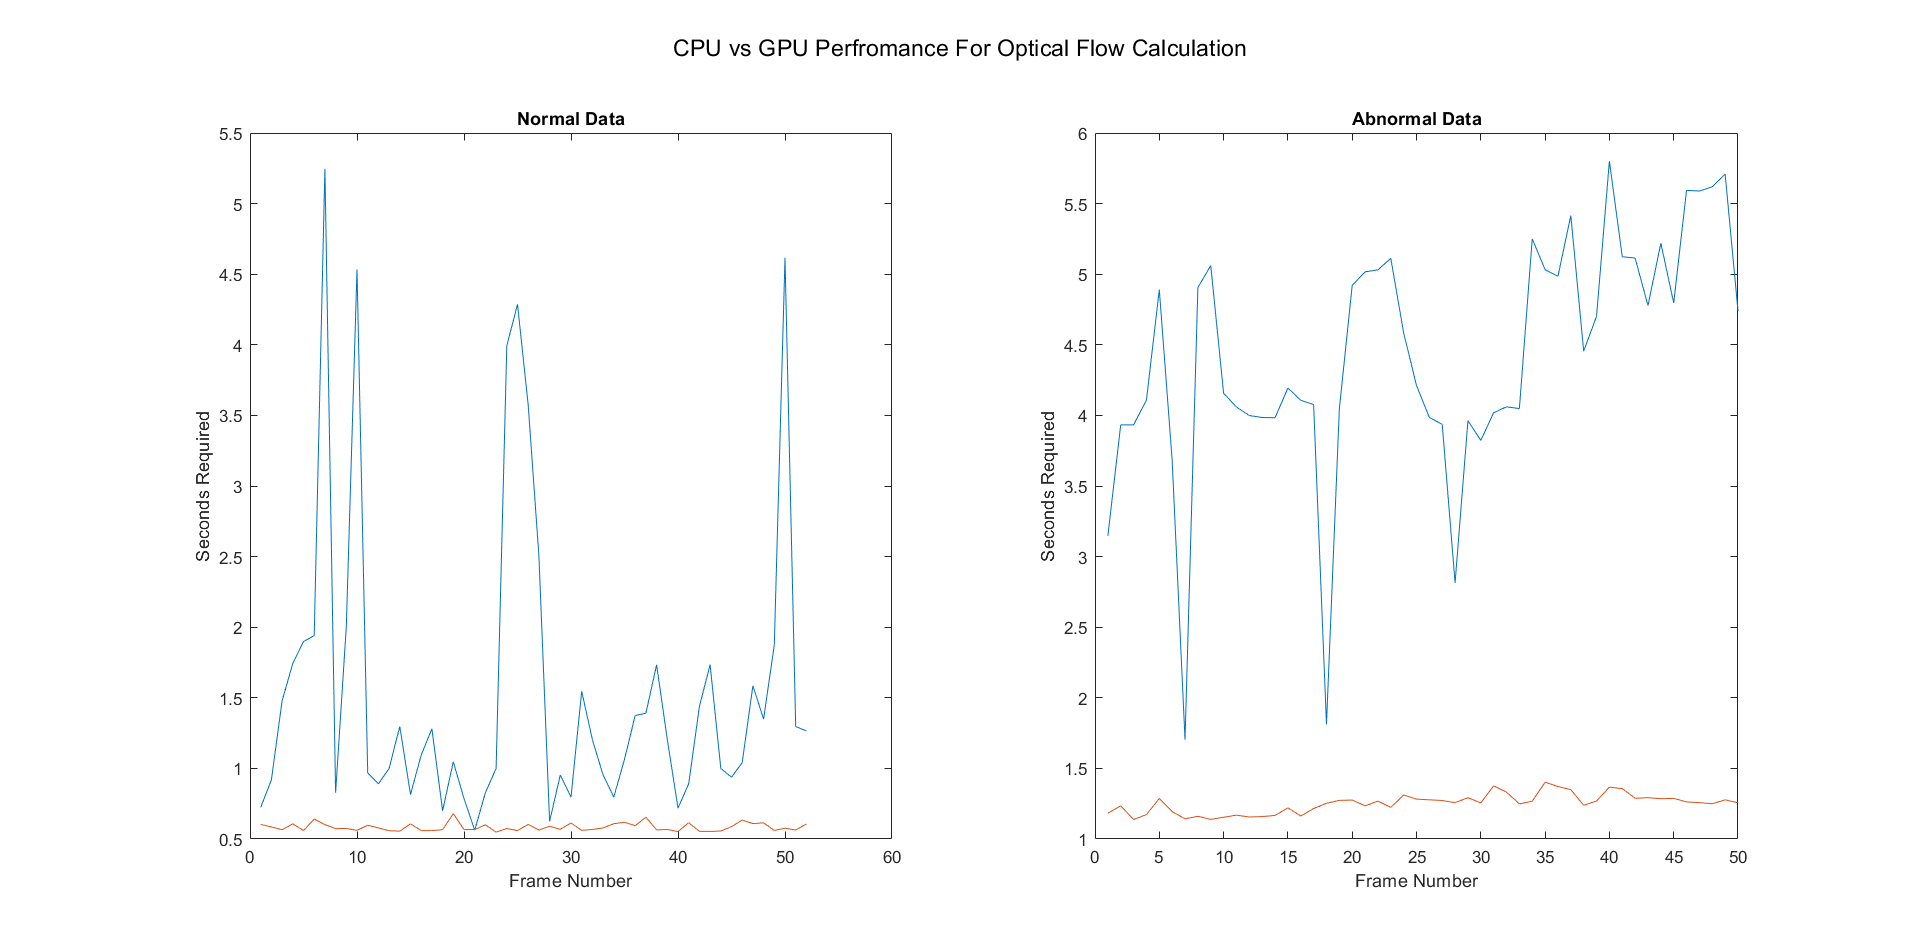 CPU vs GPU Perfromance For Optical Flow Calculation
Normal Data
5.5
5
4.5
4
3.5
3
2.5
2
1.5
1
0.5
Seconds Required
0 10 20 30 40 50 60
Frame Number
Abnormal Data
6
5.5
5
4.5
4
3.5
3
2.5
2
1.5
1
Seconds Required
0 5 10 15 20 25 30 35 40 45 50
Frame Number